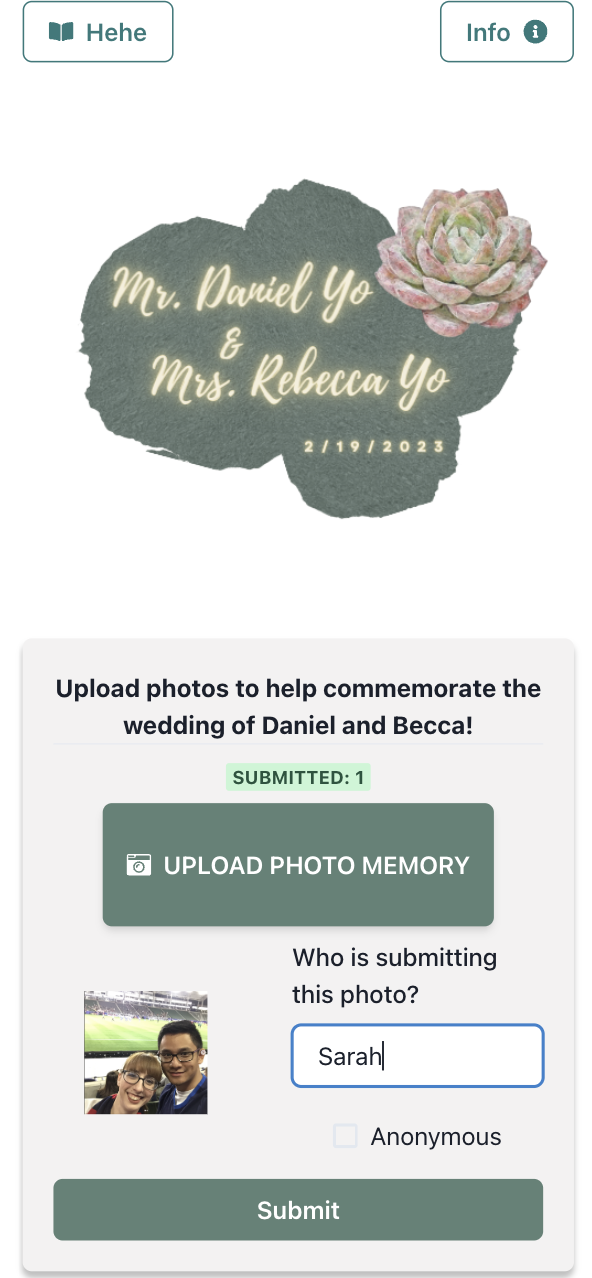 Hehe
Info
Mr. Daniel Yo
&
Mrs. Rebecca Yo
2/19/2023
Upload photos to help commemorate the
wedding of Daniel and Becca!
SUBMITTED: 1
UPLOAD PHOTO MEMORY
Who is submitting
this photo?
Sarah
Anonymous
Submit